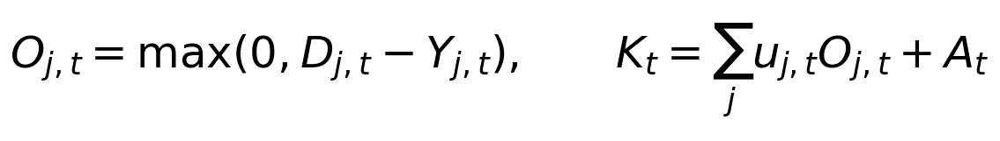 O_{j,t} = max(0, D_{j,t} − Y_{j,t}), K_t = ∑_j u_{j,t} O_{j,t} + A_t